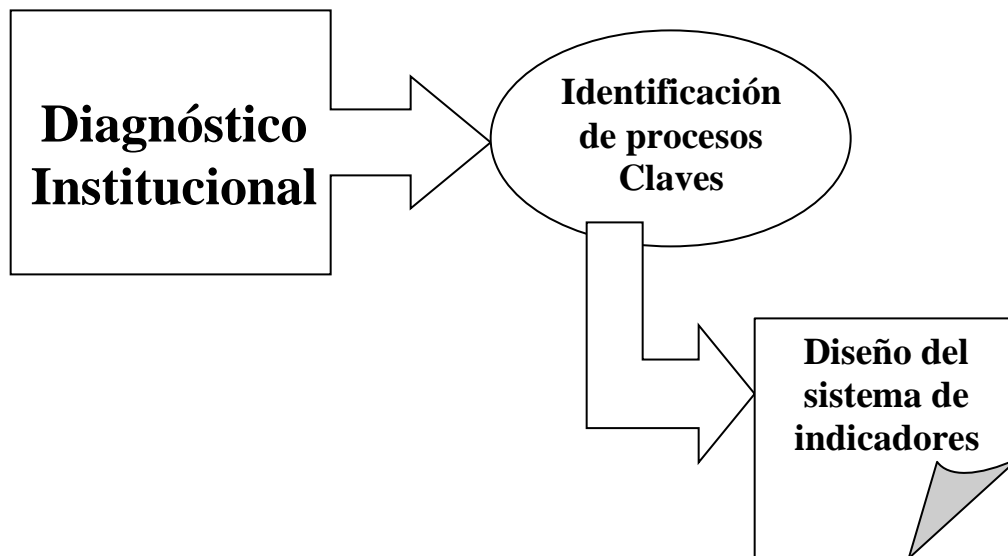 Diagnóstico
Institucional
Identificación
de procesos
Claves
Diseño del
sistema de
indicadores